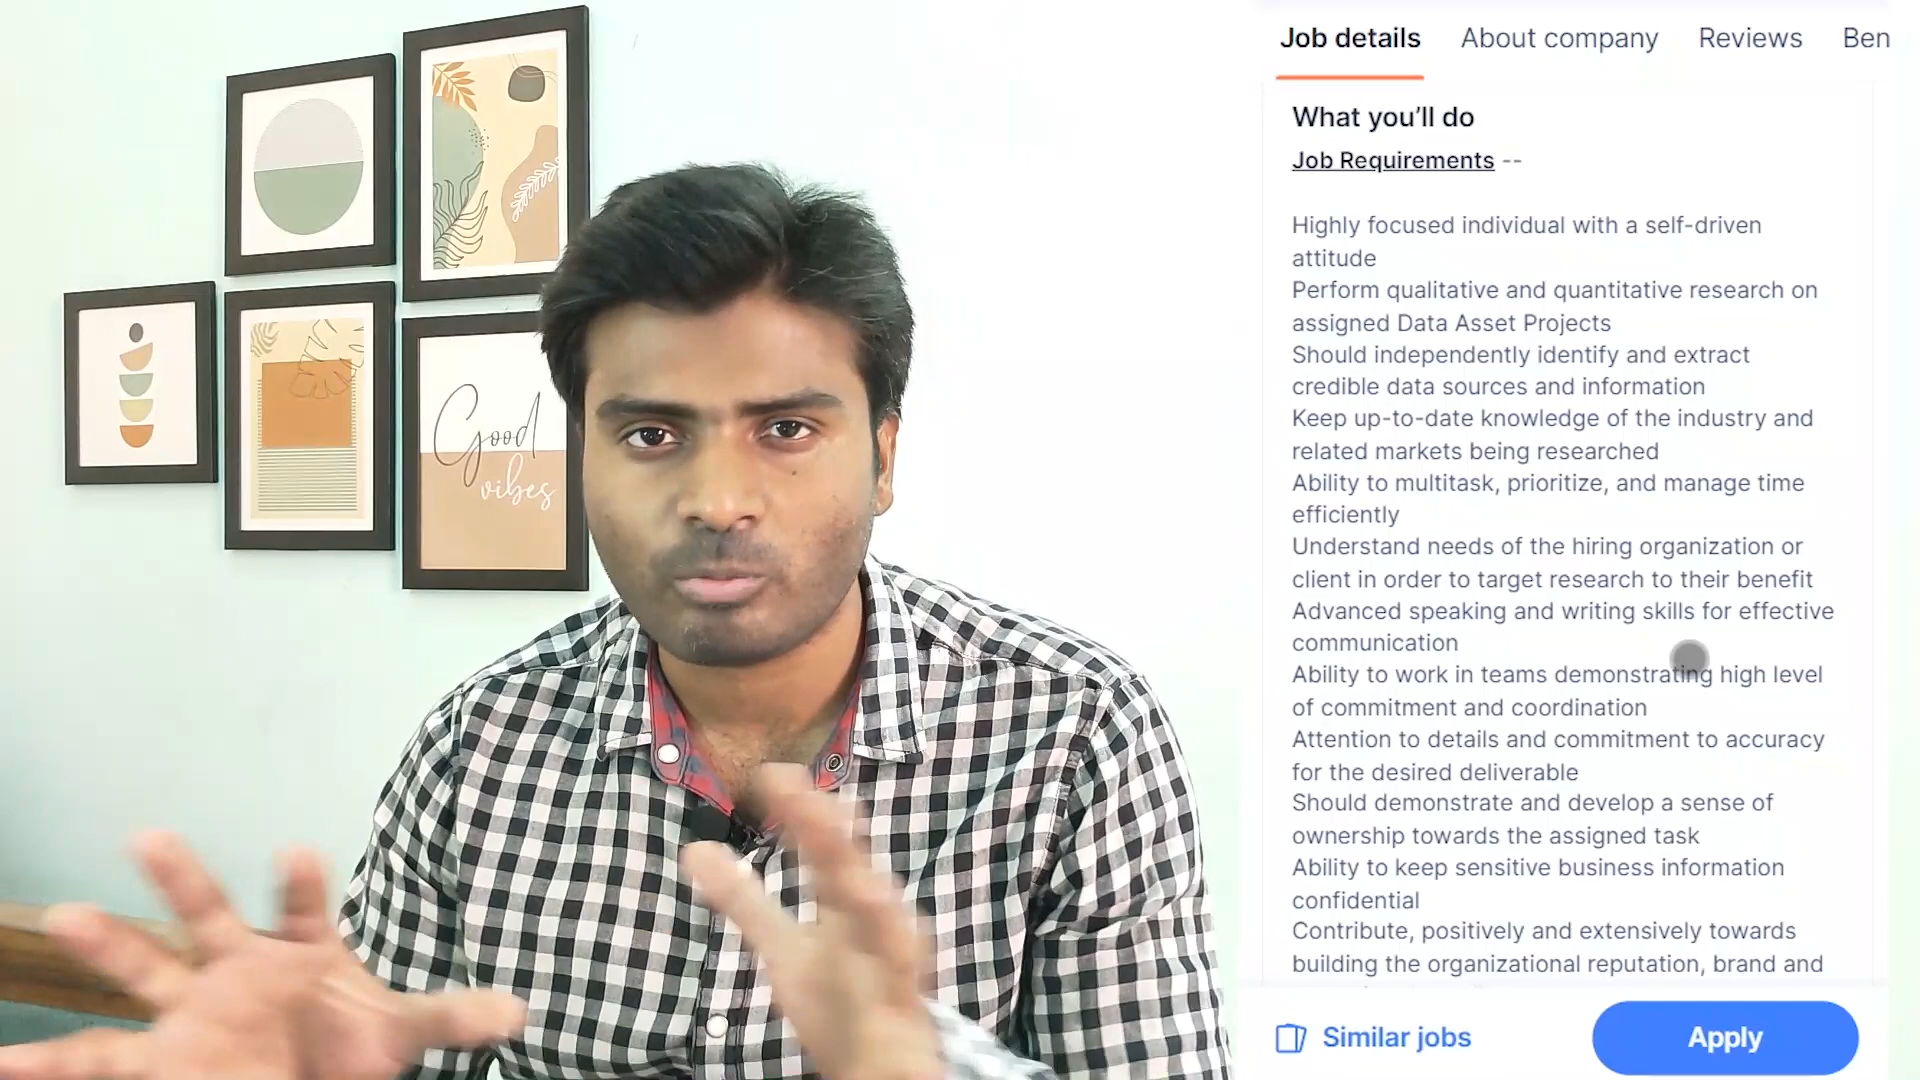 Good
vibes
Job details About company Reviews Ben
What you’ll do
Job Requirements --
Highly focused individual with a self-driven
attitude
Perform qualitative and quantitative research on
assigned Data Asset Projects
Should independently identify and extract
credible data sources and information
Keep up-to-date knowledge of the industry and
related markets being researched
Ability to multitask, prioritize, and manage time
efficiently
Understand needs of the hiring organization or
client in order to target research to their benefit
Advanced speaking and writing skills for effective
communication
Ability to work in teams demonstrating high level
of commitment and coordination
Attention to details and commitment to accuracy
for the desired deliverable
Should demonstrate and develop a sense of
ownership towards the assigned task
Ability to keep sensitive business information
confidential
Contribute, positively and extensively towards
building the organizational reputation, brand and
Similar jobs Apply